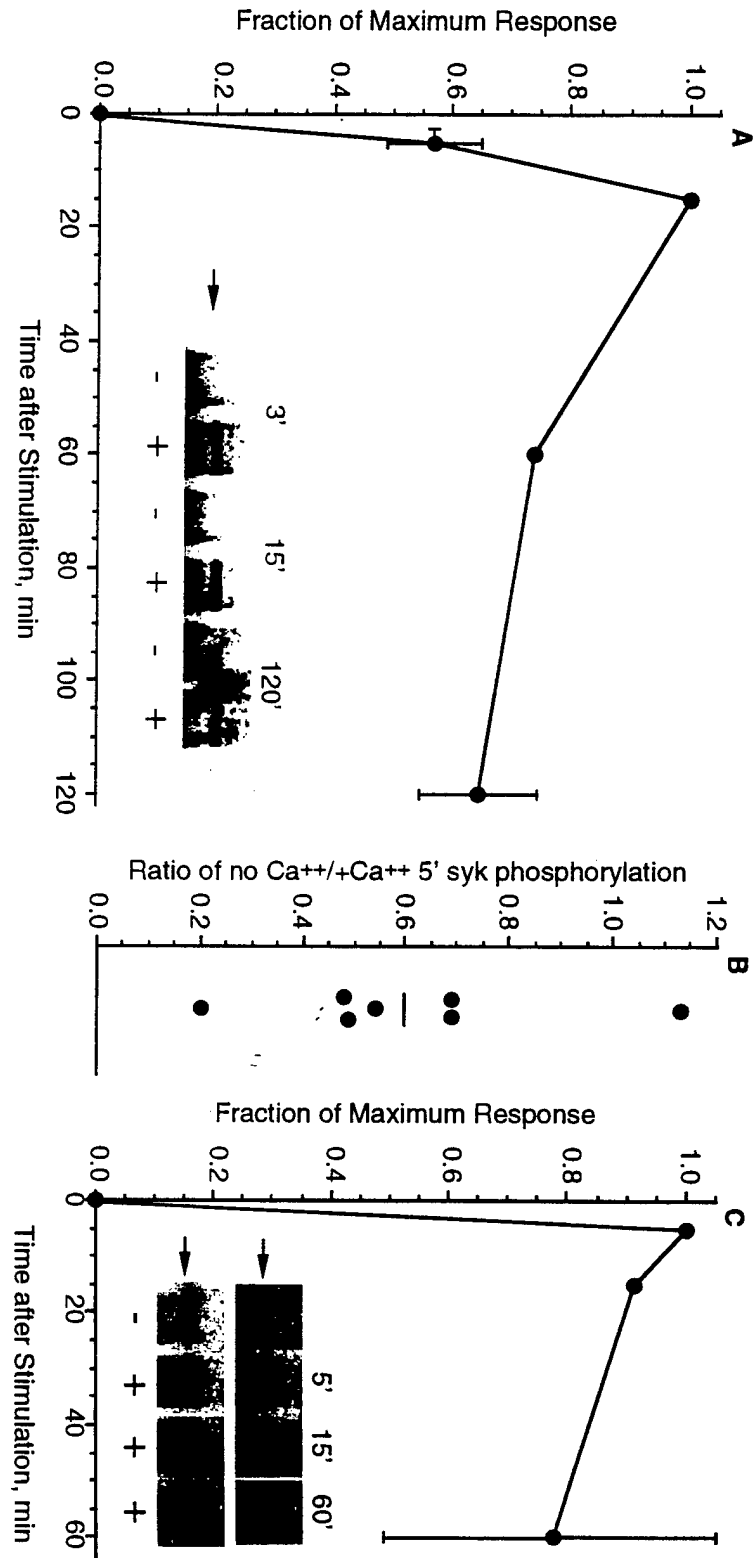 A
Fraction of Maximum Response
1.0
0.8
0.6
0.4
0.2
0.0
0 20 40 60 80 100 120
Time after Stimulation, min
3' 15' 120'
- + - + - +
B
Ratio of no Ca++/+Ca++ 5' syk phosphorylation
1.2
1.0
0.8
0.6
0.4
0.2
0.0
C
Fraction of Maximum Response
1.0
0.8
0.6
0.4
0.2
0.0
0 20 40 60
Time after Stimulation, min
5' 15' 60'
- + + +